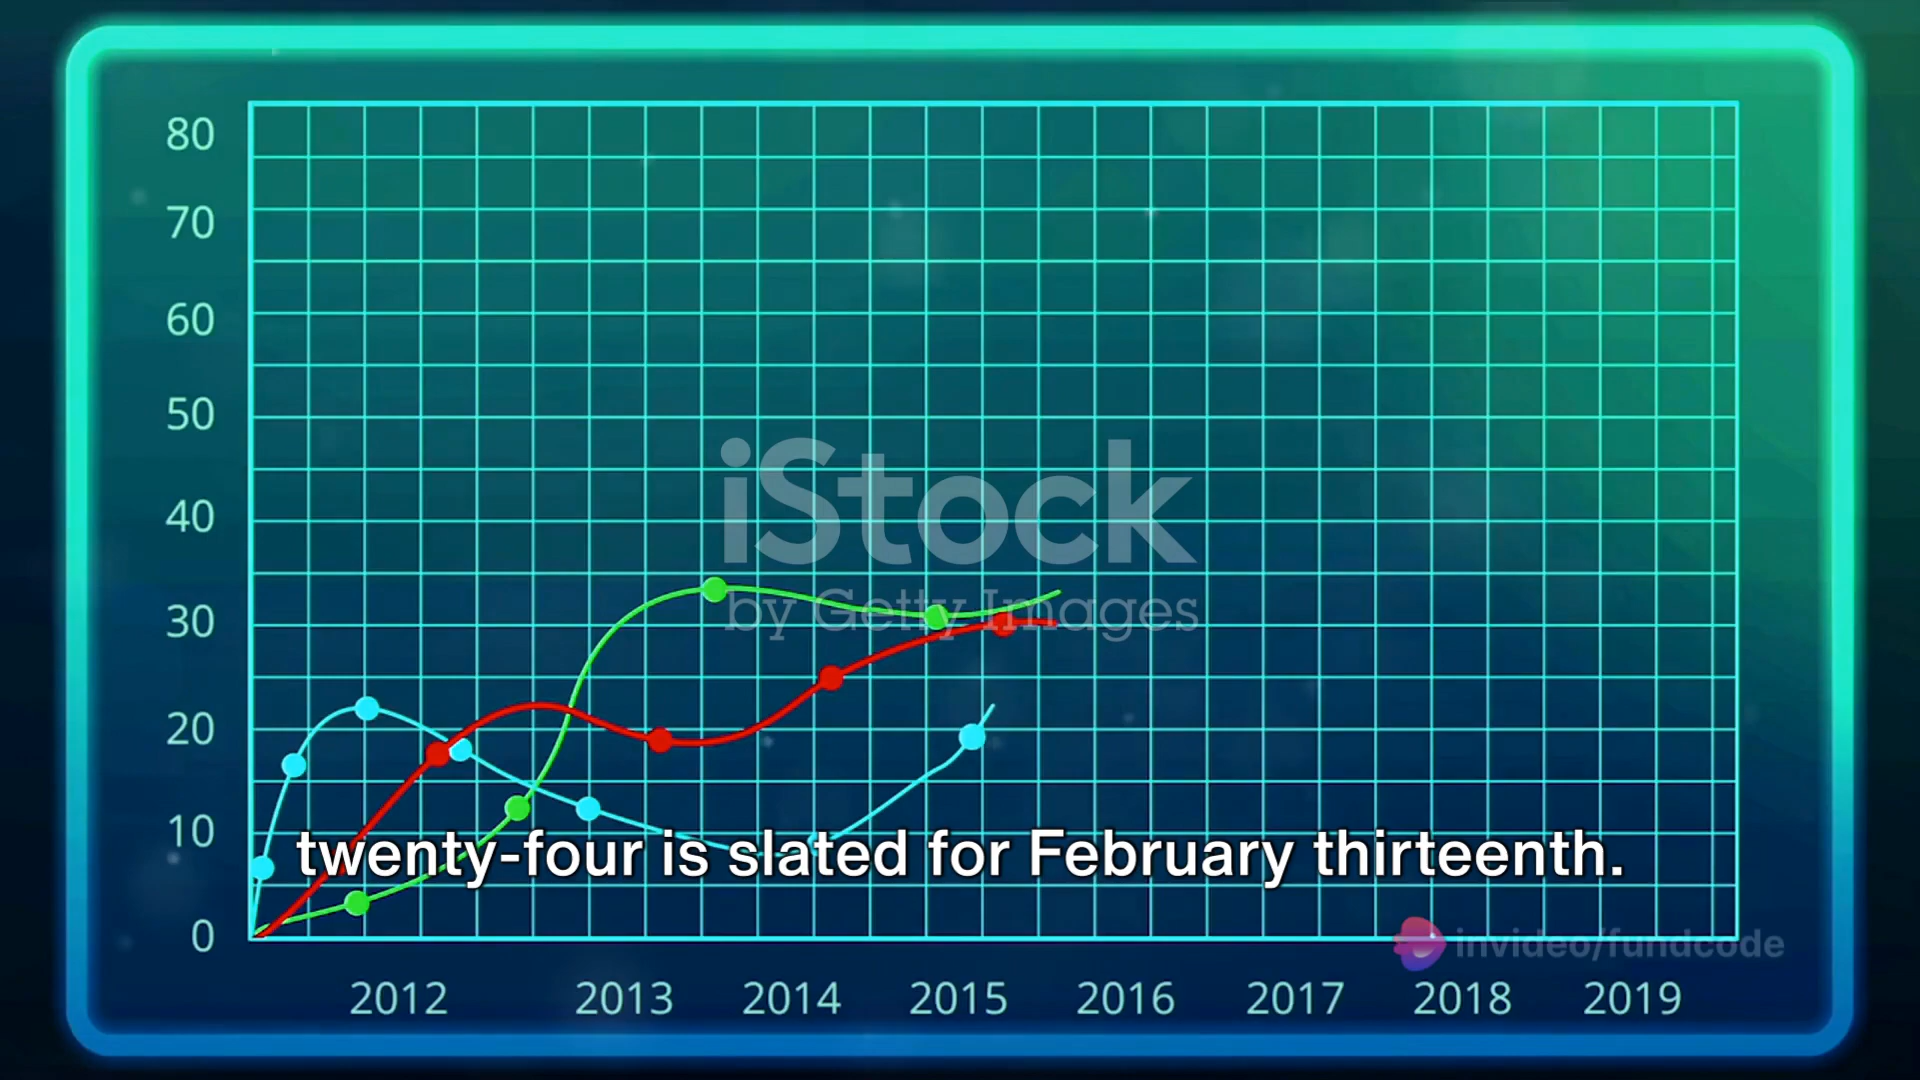 80
70
60
50
40
30
20
10
0
iStock
by Getty Images
twenty-four is slated for February thirteenth.
invideo/fundcode
2012 2013 2014 2015 2016 2017 2018 2019